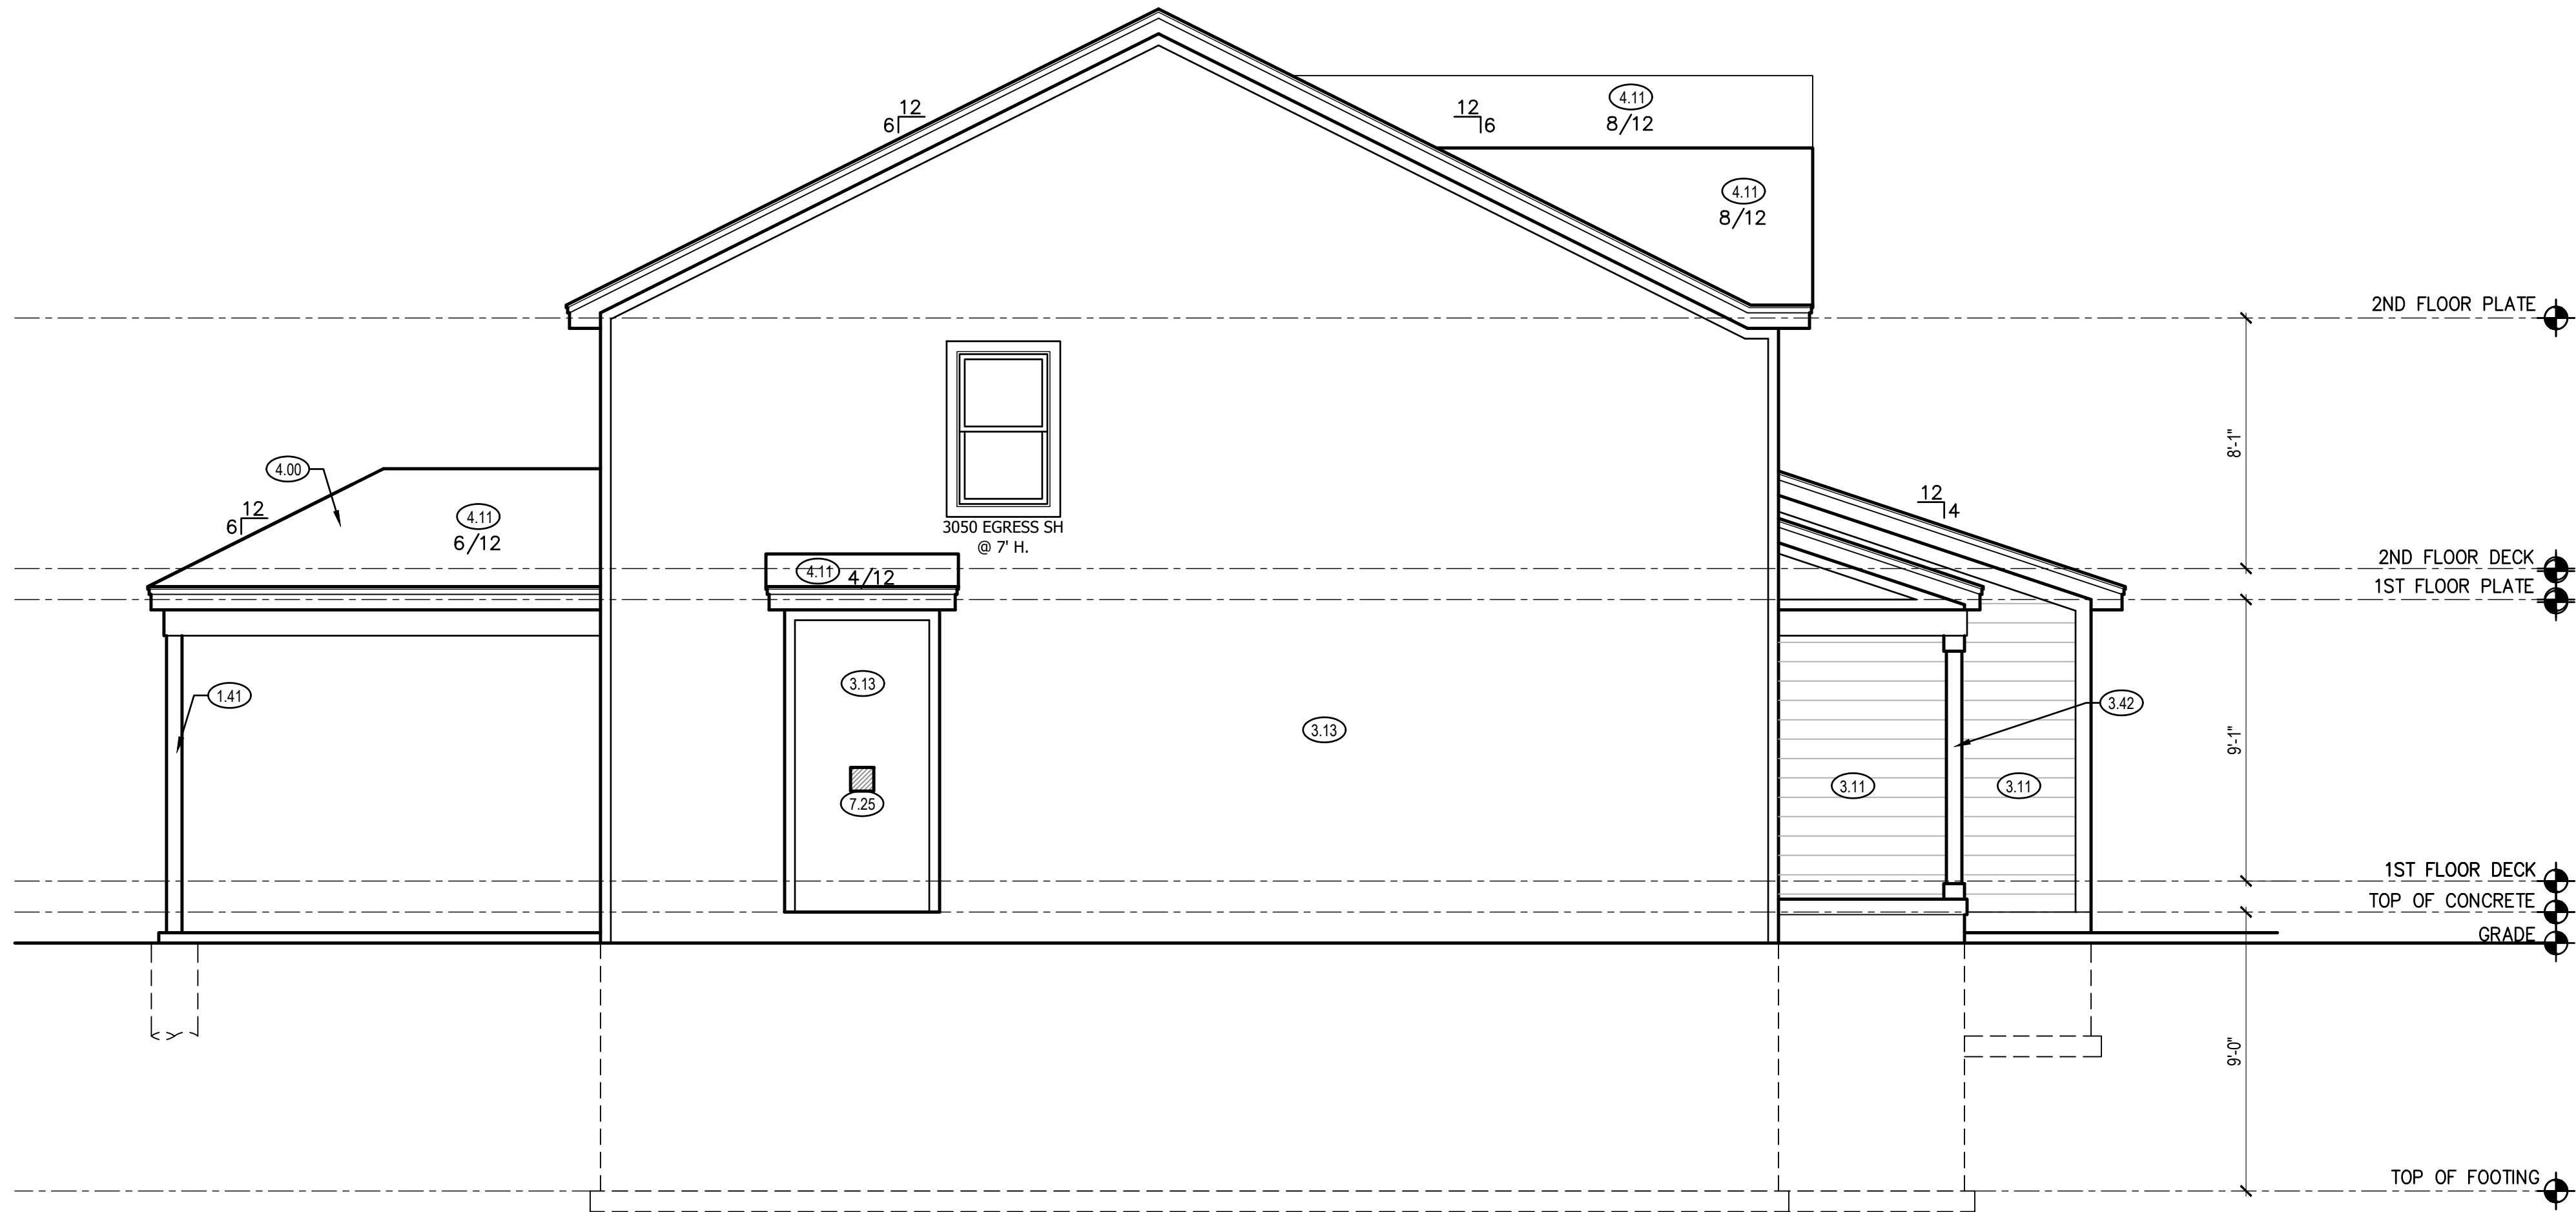 4.11
8/12
12
6
12
6
4.11
8/12
2ND FLOOR PLATE
8'-1"
4.00
12
6
4.11
6/12
12
4
3050 EGRESS SH
@ 7' H.
2ND FLOOR DECK
4.11 4/12
1ST FLOOR PLATE
3.13
1.41
3.42
3.13
9'-1"
3.11
3.11
7.25
1ST FLOOR DECK
TOP OF CONCRETE
GRADE
9'-0"
TOP OF FOOTING